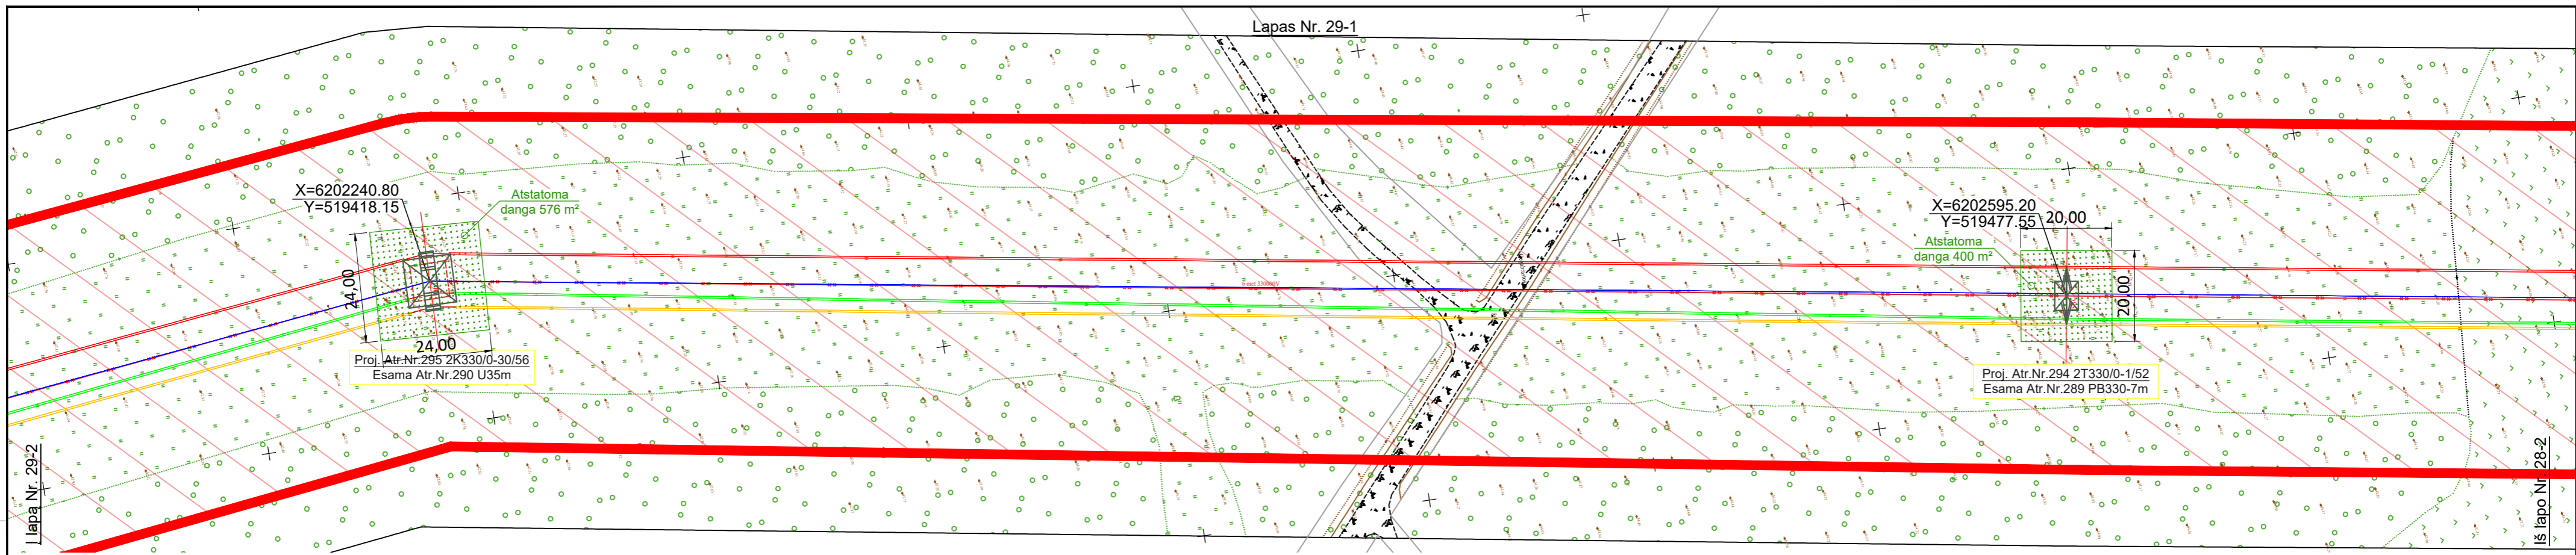 Lapas Nr. 29-1
X=6202240.80
Y=519418.15
Atstatoma
danga 576 m²
24,00
24,00
Proj. Atr.Nr.295 2K330/0-30/56
Esama Atr.Nr.290 U35m
X=6202595.20
Y=519477.55
20,00
Atstatoma
danga 400 m²
20,00
Proj. Atr.Nr.294 2T330/0-1/52
Esama Atr.Nr.289 PB330-7m
Į lapą Nr. 29-2
Iš lapo Nr. 28-2